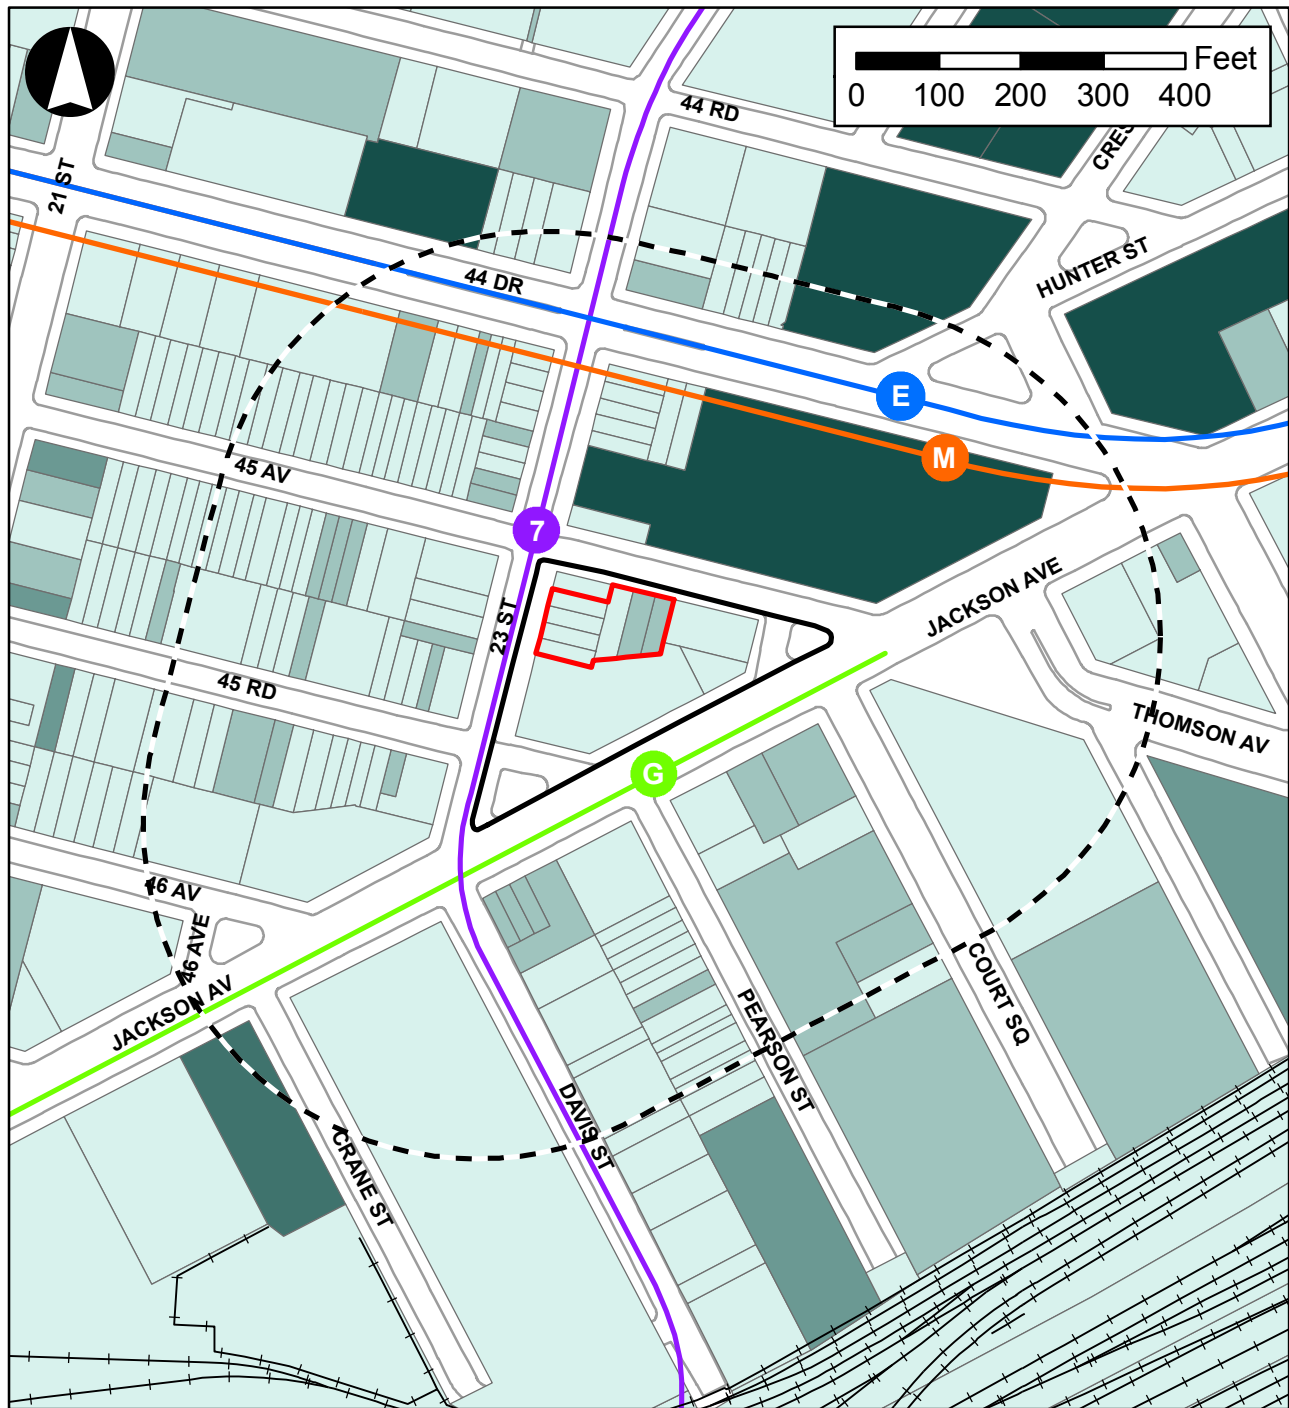 Feet
0 100 200 300 400
44 RD
CRES
21 ST
HUNTER ST
44 DR
E
M
45 AV
7
JACKSON AVE
23 ST
45 RD
THOMSON AV
G
46 AV
46 AVE
JACKSON AV
COURT SQ
PEARSON ST
DAVIS ST
CRANE ST